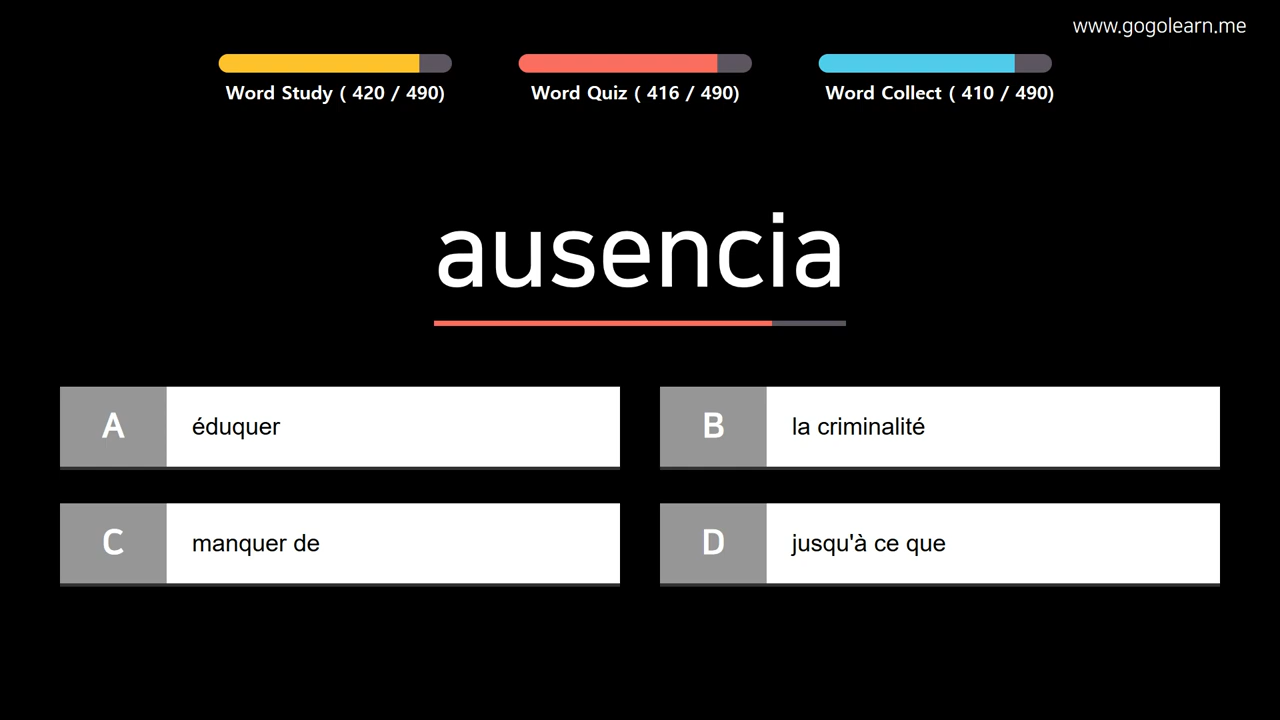 www.gogolearn.me
Word Study ( 420 / 490)
Word Quiz ( 416 / 490)
Word Collect ( 410 / 490)
ausencia
A éduquer
B la criminalité
C manquer de
D jusqu'à ce que